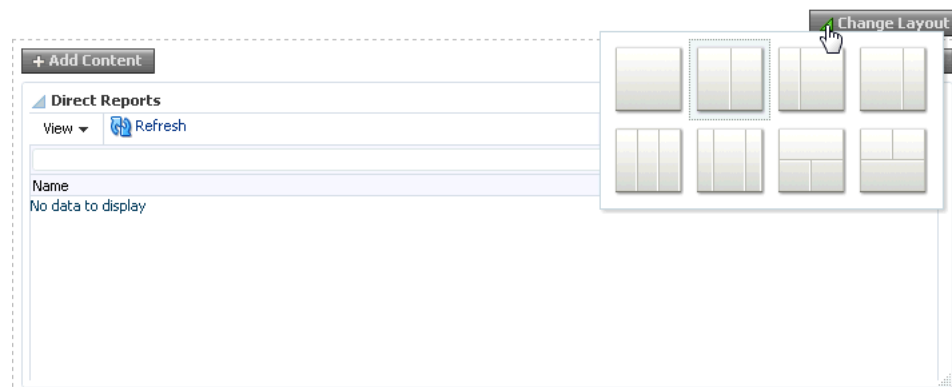 Change Layout
+ Add Content
Direct Reports
View
Refresh
Name
No data to display